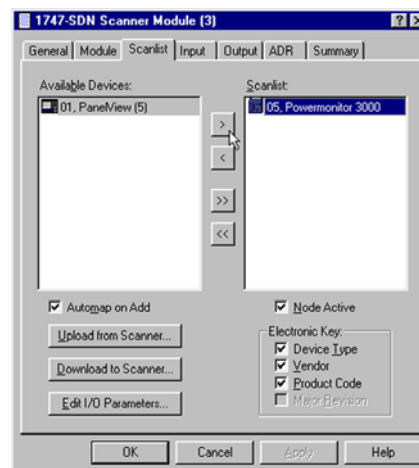 1747-SDN Scanner Module (3)
General Module Scanlist Input Output ADR Summary
Available Devices:
01, PanelView (5)
Scanlist:
05, Powermonitor 3000
>
<
>>
<<
Automap on Add
Node Active
Upload from Scanner...
Download to Scanner...
Edit I/O Parameters...
Electronic Key:
Device Type
Vendor
Product Code
Major Revision
OK Cancel Apply Help